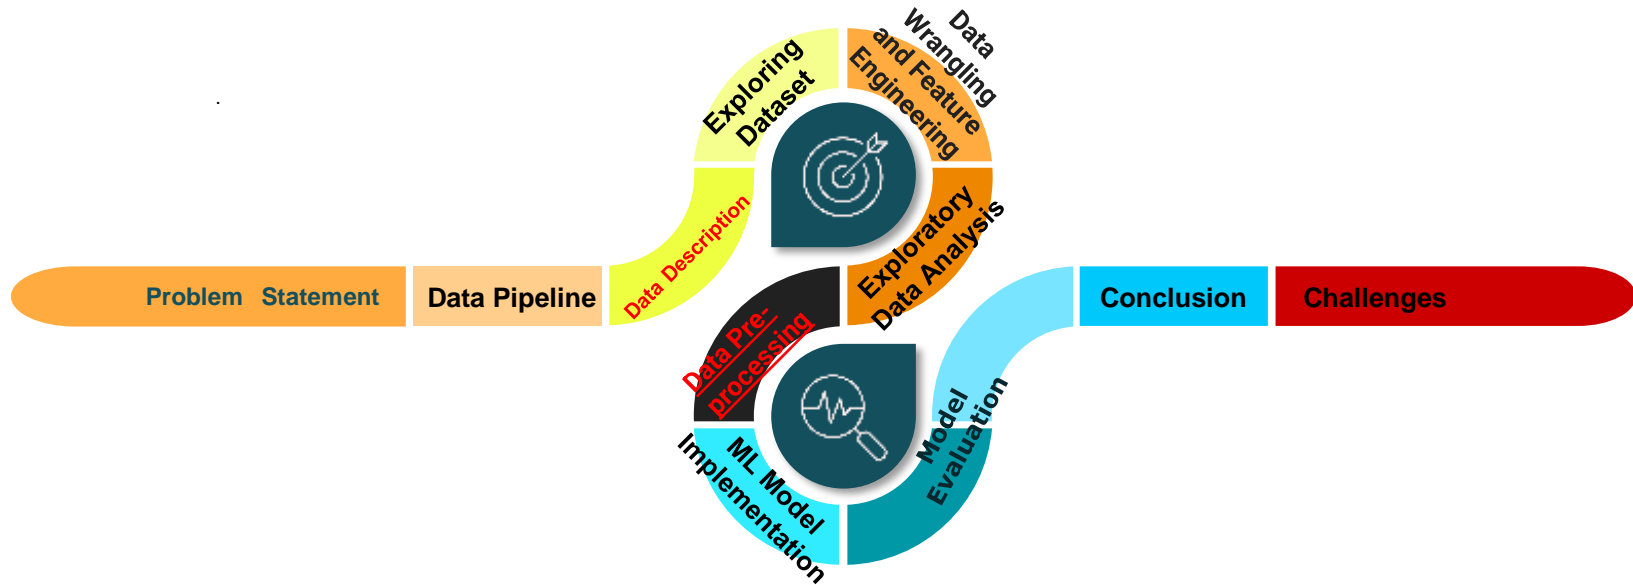 Problem Statement
Data Pipeline
Data Description
Exploring
Dataset
Data
Wrangling
and Feature
Engineering
Exploratory
Data Analysis
Data Pre-
processing
ML Model
Implementation
Model
Evaluation
Conclusion
Challenges